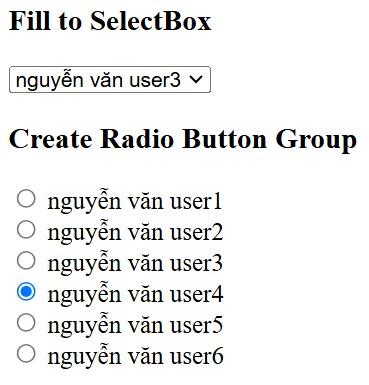 Fill to SelectBox
nguyễn văn user3
Create Radio Button Group
nguyễn văn user1
nguyễn văn user2
nguyễn văn user3
nguyễn văn user4
nguyễn văn user5
nguyễn văn user6